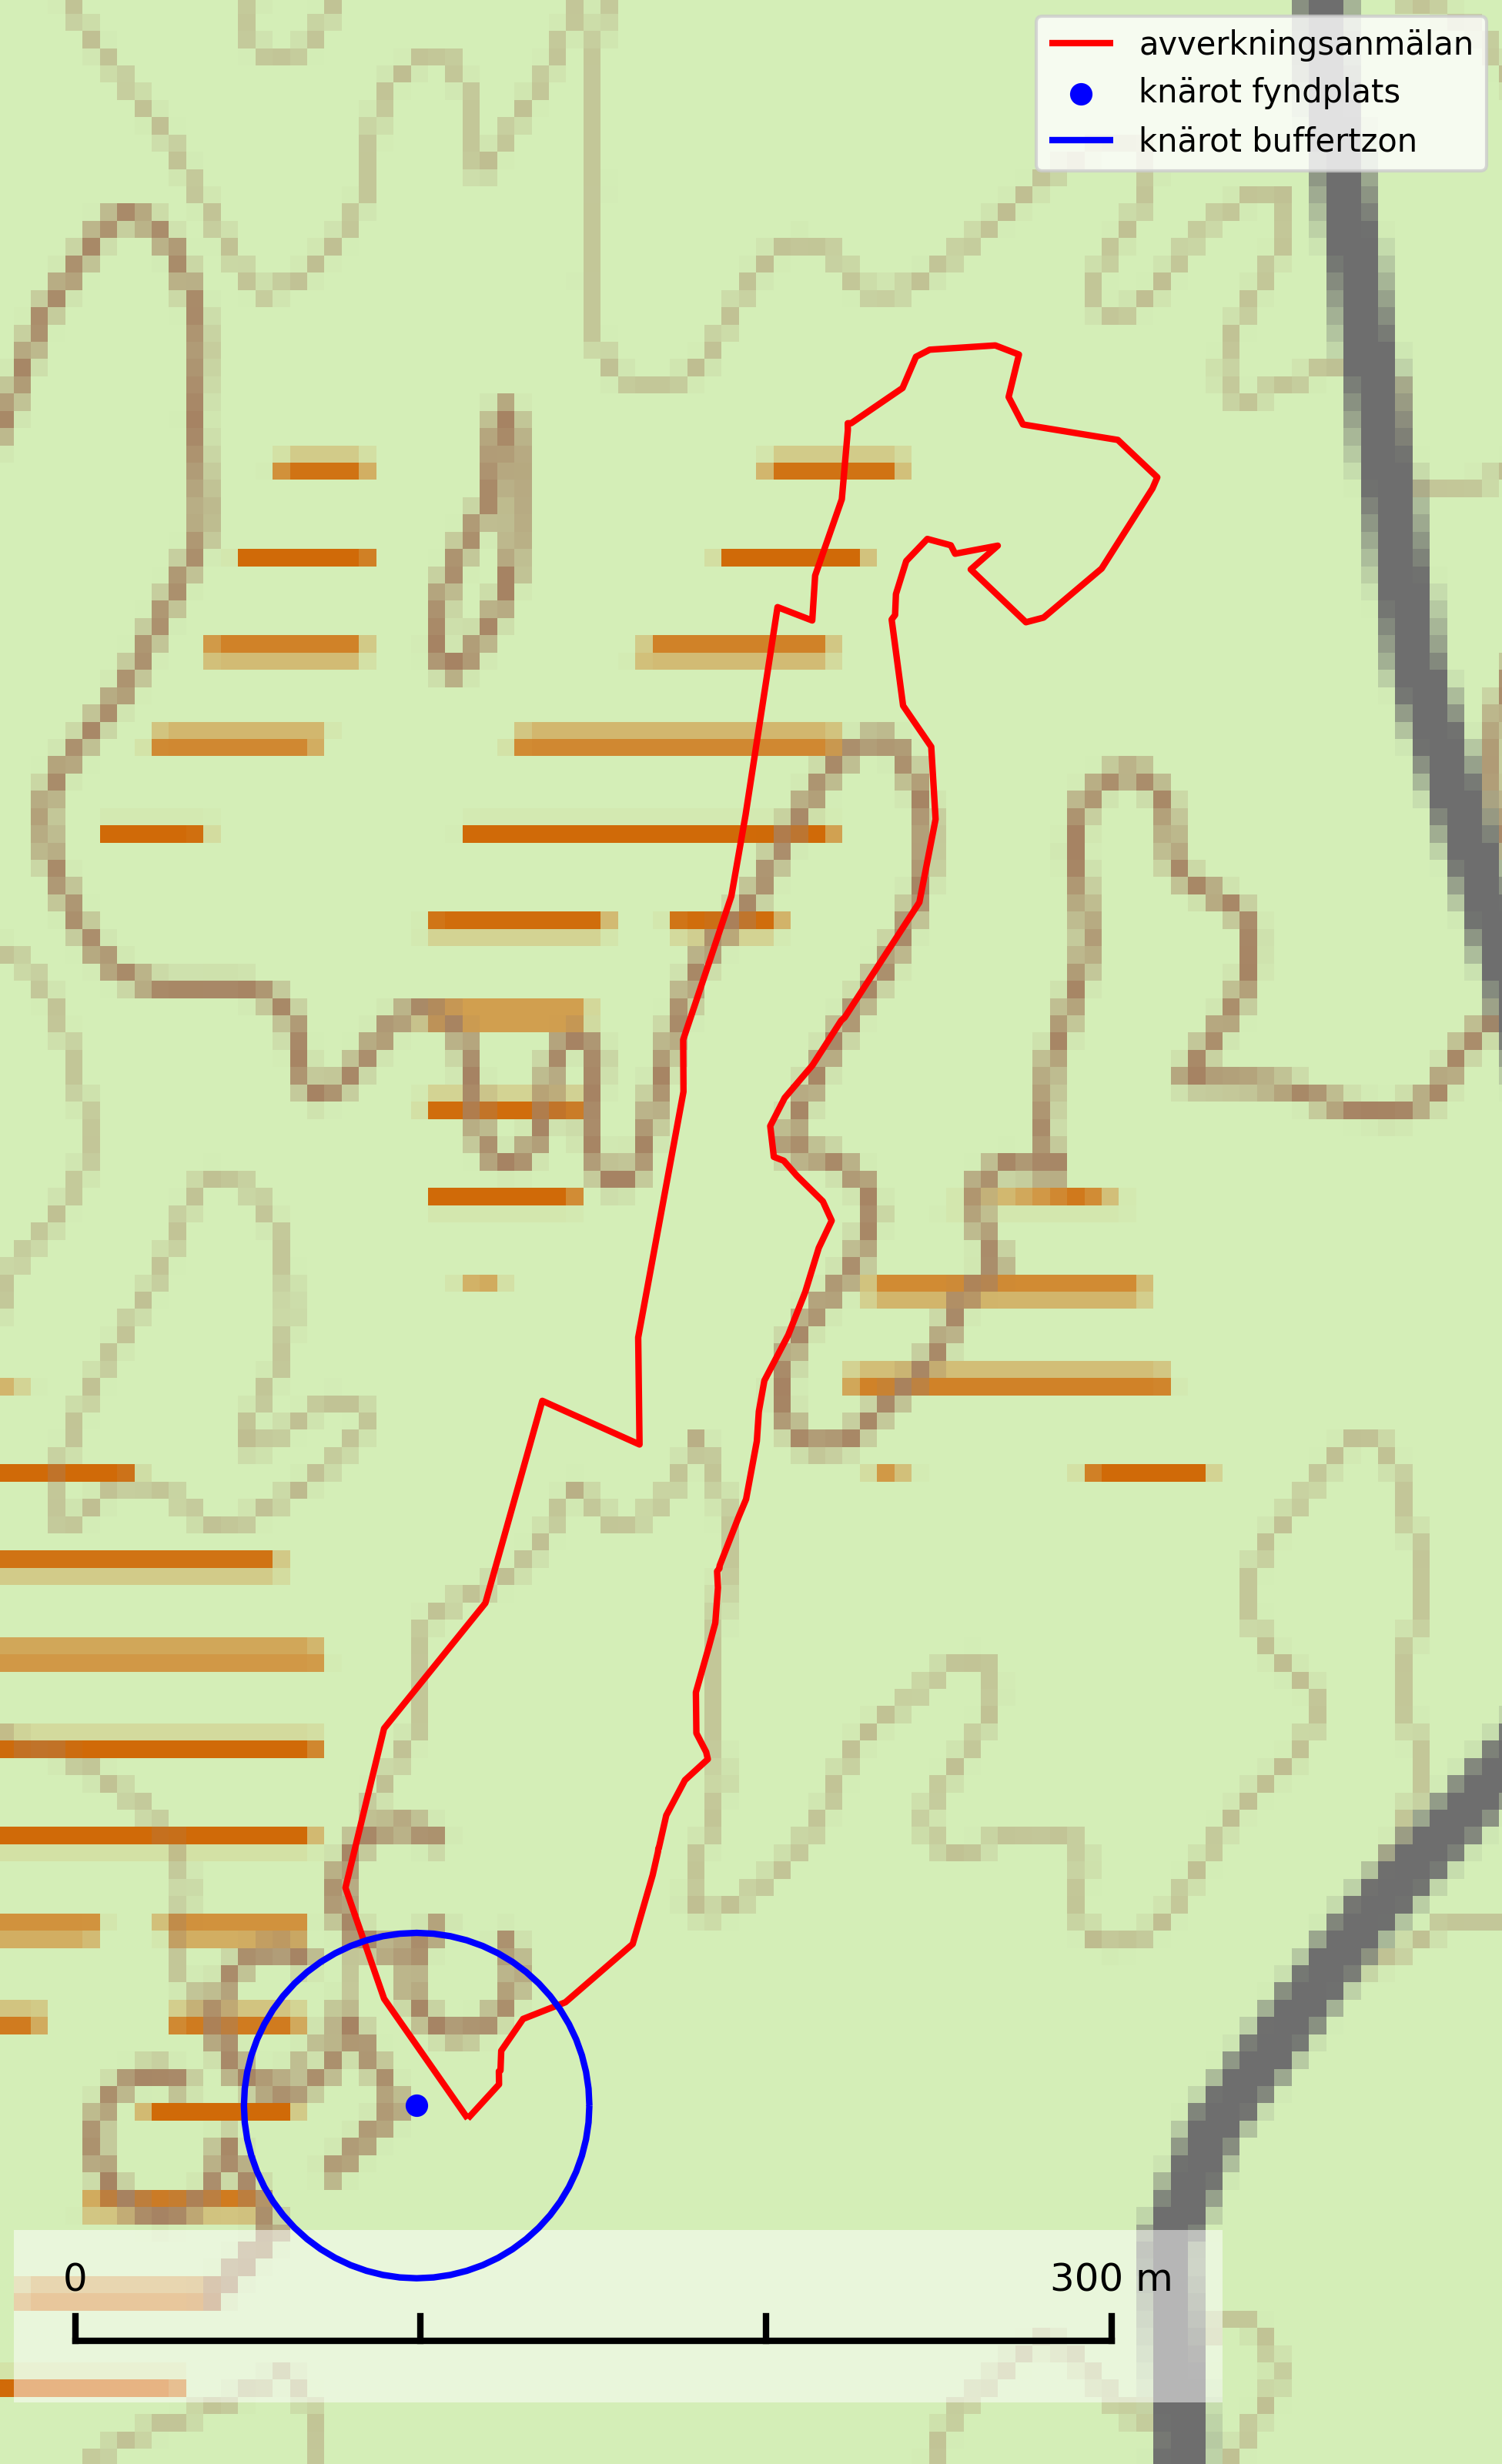 avverkningsanmälan
knärot fyndplats
knärot buffertzon
0 300 m